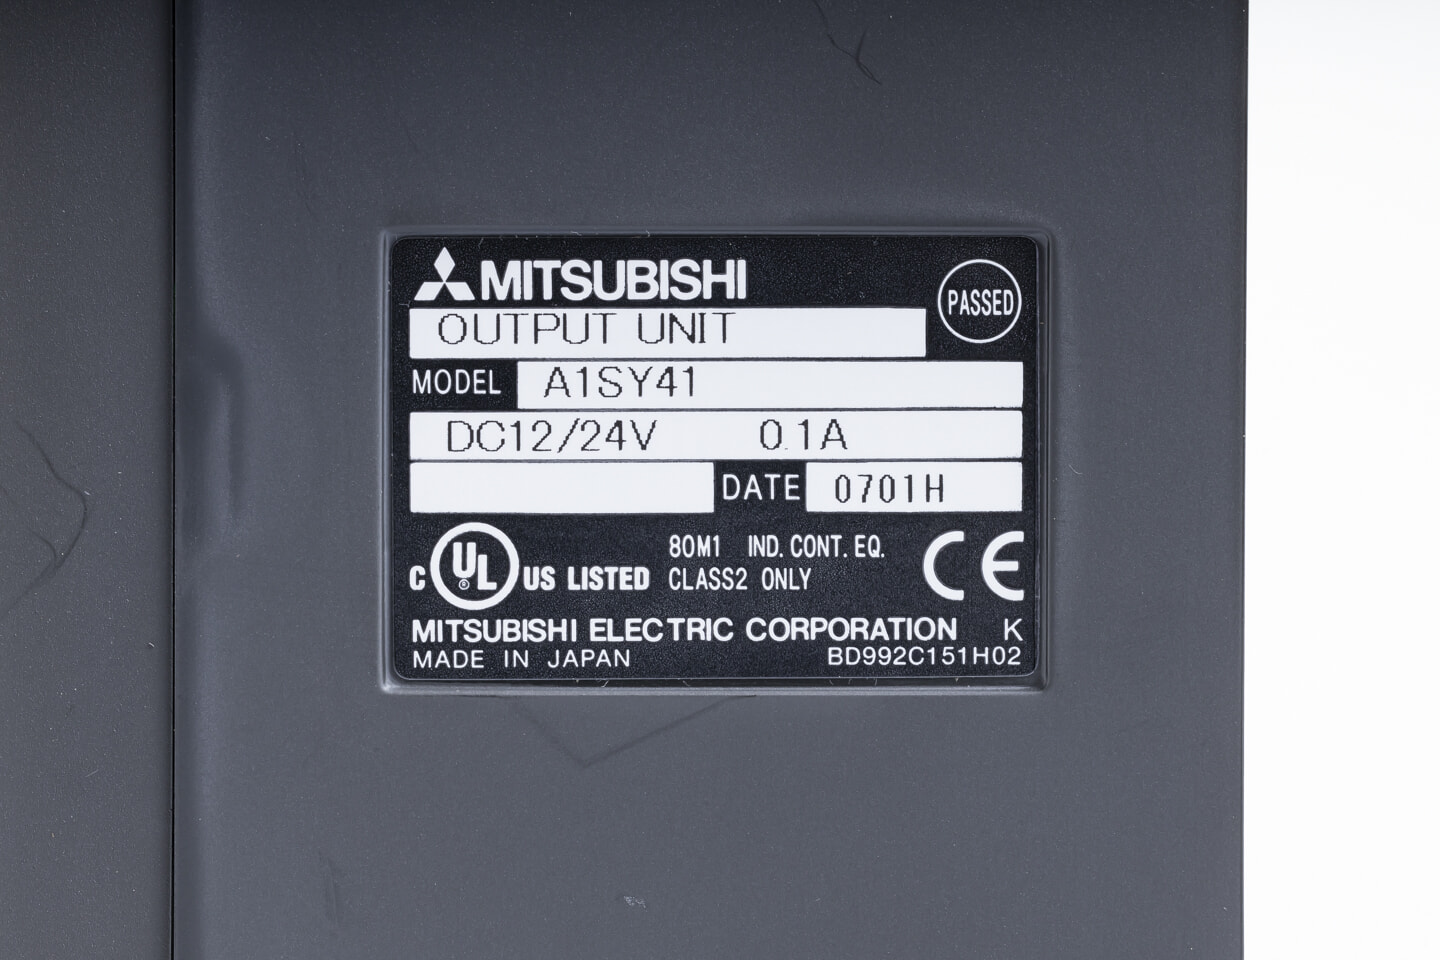 MITSUBISHI
PASSED
OUTPUT UNIT
MODEL A1SY41
DC12/24V 0.1A
DATE 0701H
C UL ® US LISTED
80M1 IND. CONT. EQ.
CLASS2 ONLY
CE
MITSUBISHI ELECTRIC CORPORATION K
MADE IN JAPAN BD992C151H02